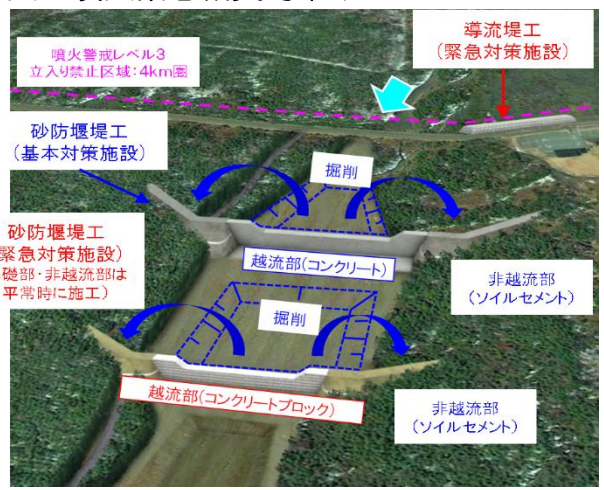 噴火警戒レベル3
立入り禁止区域:4km圏
導流堤工
(緊急対策施設)
砂防堰堤工
(基本対策施設)
掘削
砂防堰堤工
緊急対策施設)
礎部・非越流部は
平常時に施工)
越流部(コンクリート)
非越流部
(ソイルセメント)
掘削
越流部(コンクリートブロック)
非越流部
(ソイルセメント)